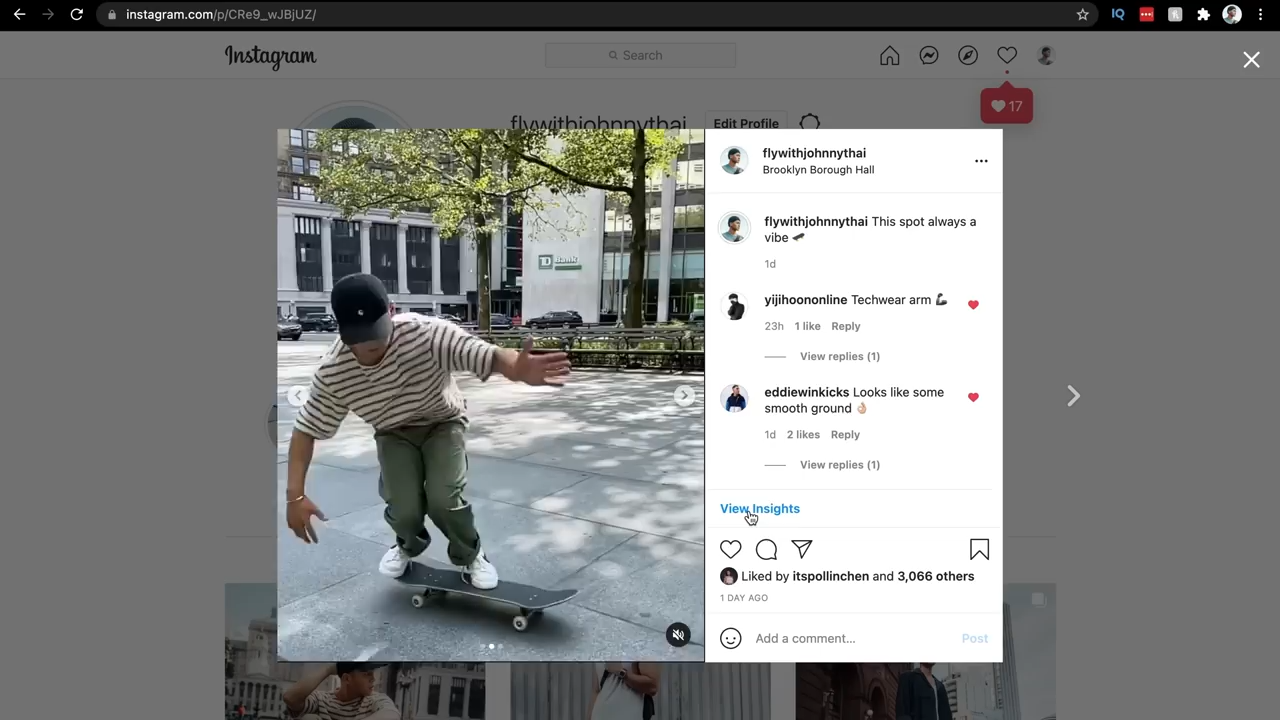 instagram.com/p/CRe9_wJBjUZ/
IQ
Instagram
Search
17
flywithjohnnythai
Edit Profile
flywithjohnnythai
Brooklyn Borough Hall
TD Bank
flywithjohnnythai This spot always a
vibe 🛹
1d
yijihoononline Techwear arm 🦾
23h 1 like Reply
View replies (1)
eddiewinkicks Looks like some
smooth ground 👌🏼
1d 2 likes Reply
View replies (1)
View Insights
Liked by itspollinchen and 3,066 others
1 DAY AGO
Add a comment...
Post